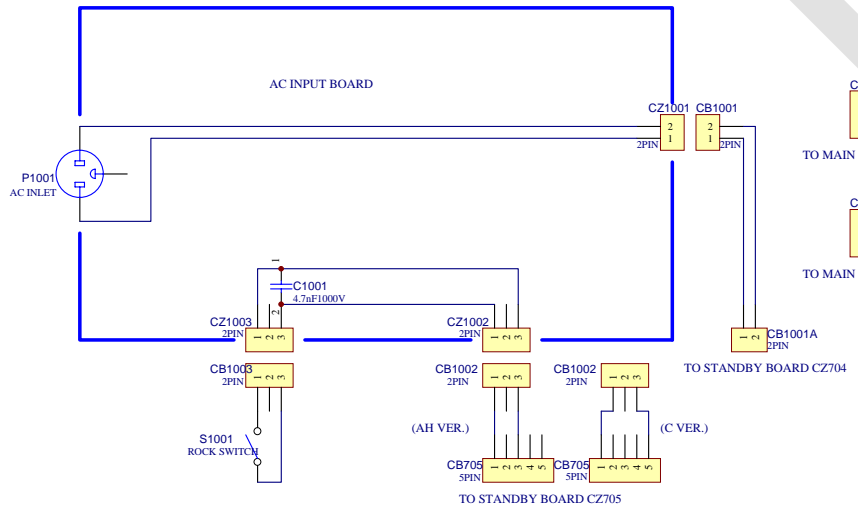 AC INPUT BOARD
CZ1001
CB1001
2
1
2PIN
2
1
2PIN
C
TO MAIN
P1001
AC INLET
C
TO MAIN
1
C1001
4.7nF1000V
2
CZ1003
2PIN
1
2
3
CZ1002
2PIN
1
2
3
1
2
CB1001A
2PIN
TO STANDBY BOARD CZ704
CB1003
2PIN
1
2
3
CB1002
2PIN
1
2
3
CB1002
2PIN
1
2
3
S1001
ROCK SWITCH
(AH VER.)
(C VER.)
CB705
5PIN
1
2
3
4
5
CB705
5PIN
1
2
3
4
5
TO STANDBY BOARD CZ705